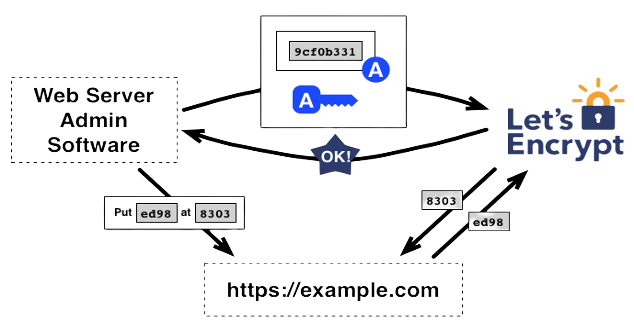 9cf0b331
A
A
Web Server
Admin
Software
Let's
Encrypt
OK!
Put ed98 at 8303
8303
ed98
https://example.com